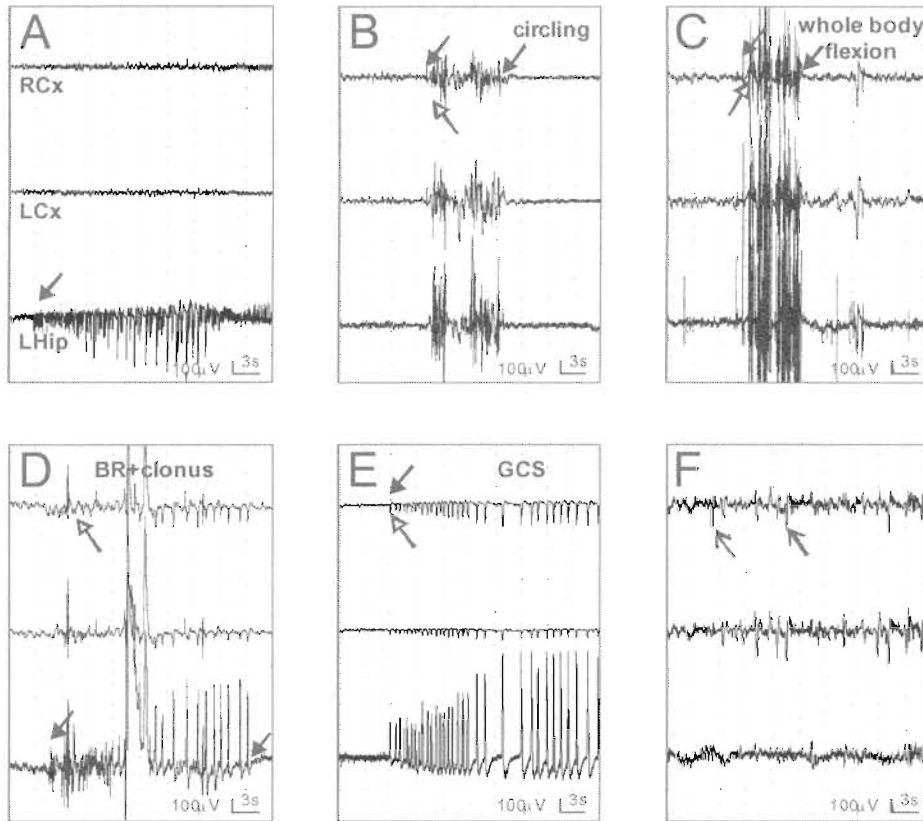 A
RCx
LCx
LHip
100μV 3s
B
circling
100μV 3s
C
whole body
flexion
100μV 3s
D
BR+clonus
100μV 3s
E
GCS
100μV 3s
F
100μV 3s